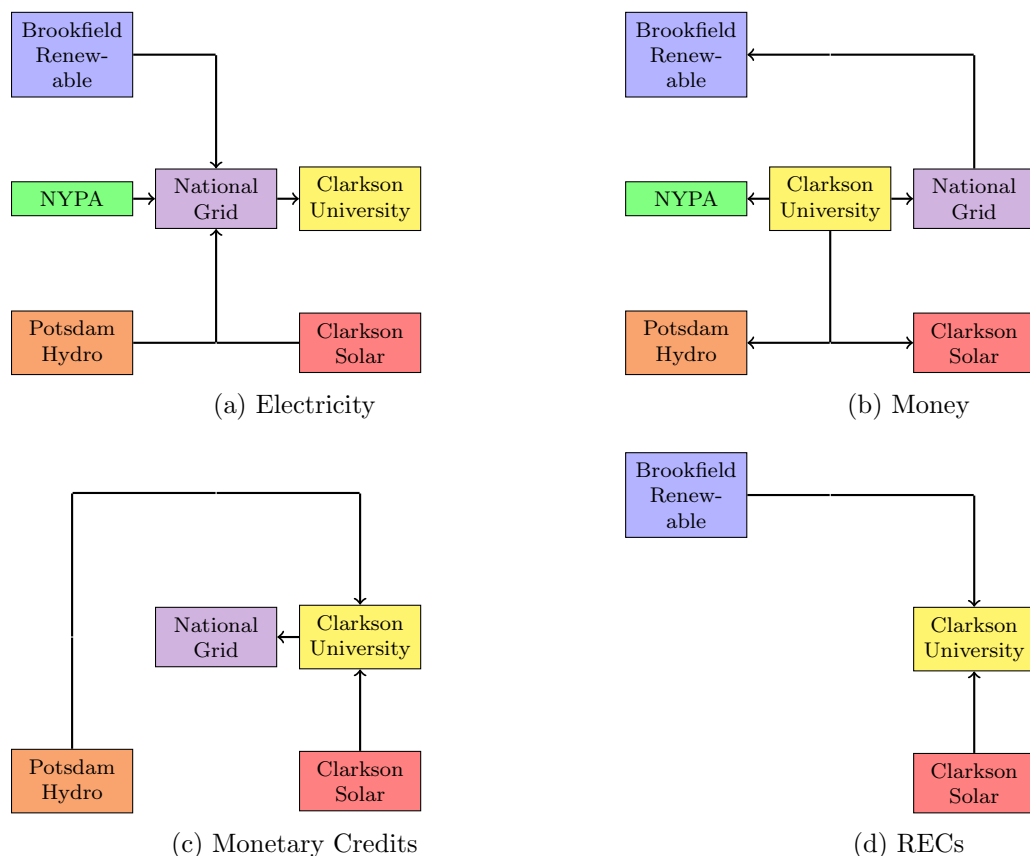 Brookfield
Renew-
able
NYPA
National
Grid
Clarkson
University
Potsdam
Hydro
Clarkson
Solar
(a) Electricity
Brookfield
Renew-
able
NYPA
Clarkson
University
National
Grid
Potsdam
Hydro
Clarkson
Solar
(b) Money
National
Grid
Clarkson
University
Potsdam
Hydro
Clarkson
Solar
(c) Monetary Credits
Brookfield
Renew-
able
Clarkson
University
Clarkson
Solar
(d) RECs